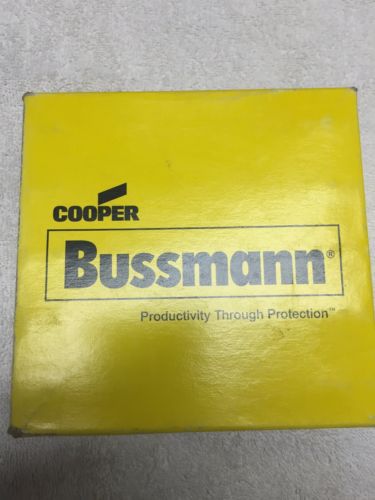 COOPER
Bussmann®
Productivity Through Protection™